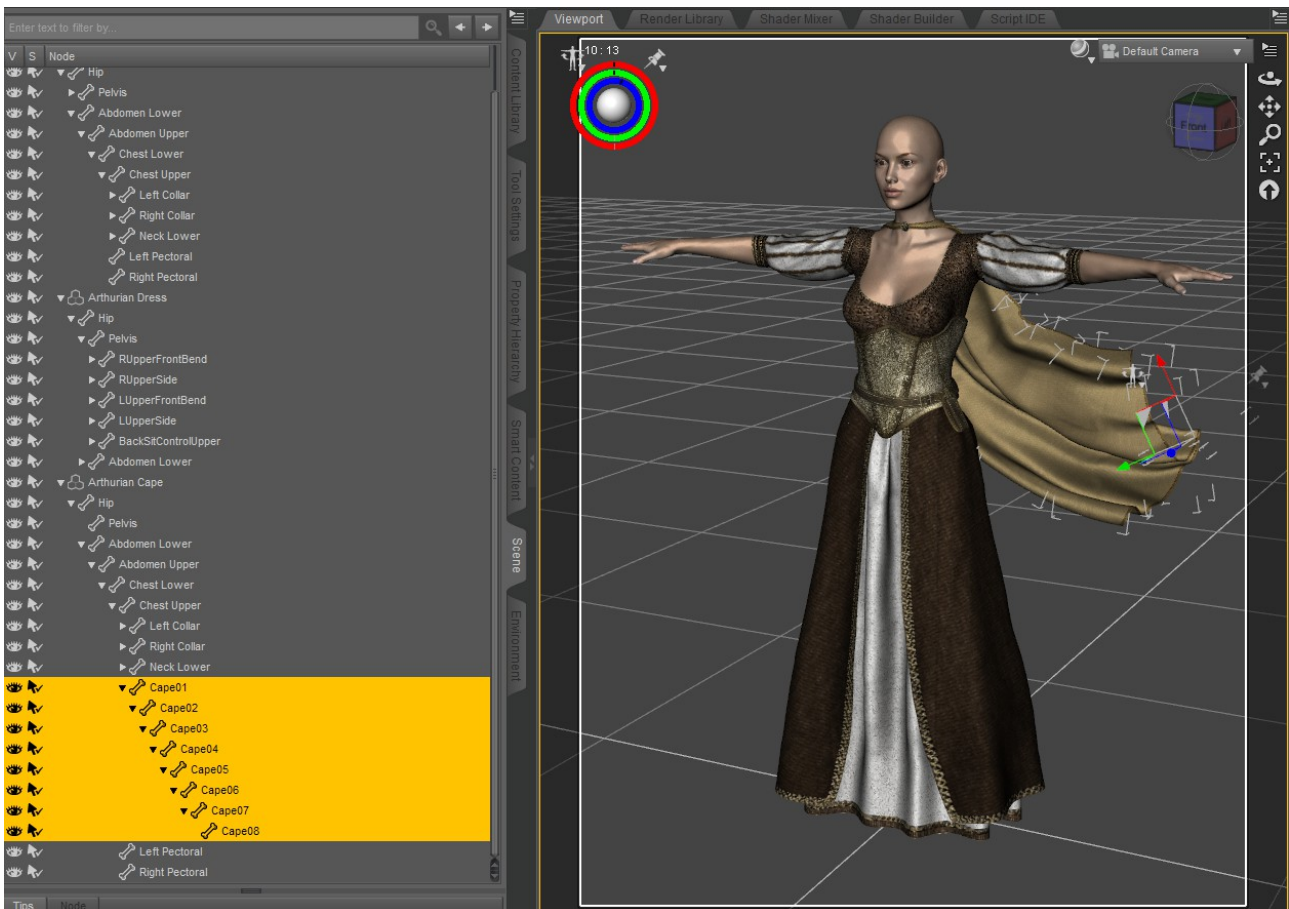 Enter text to filter by...
V S Node
Hip
Pelvis
Abdomen Lower
Abdomen Upper
Chest Lower
Chest Upper
Left Collar
Right Collar
Neck Lower
Left Pectoral
Right Pectoral
Arthurian Dress
Hip
Pelvis
RUpperFrontBend
RUpperSide
LUpperFrontBend
LUpperSide
BackSitControlUpper
Abdomen Lower
Arthurian Cape
Hip
Pelvis
Abdomen Lower
Abdomen Upper
Chest Lower
Chest Upper
Left Collar
Right Collar
Neck Lower
Cape01
Cape02
Cape03
Cape04
Cape05
Cape06
Cape07
Cape08
Left Pectoral
Right Pectoral
Tips Node
Content Library
Tool Settings
Property Hierarchy
Smart Content
Scene
Environment
Viewport Render Library Shader Mixer Shader Builder Script IDE
10 : 13
Default Camera
Front